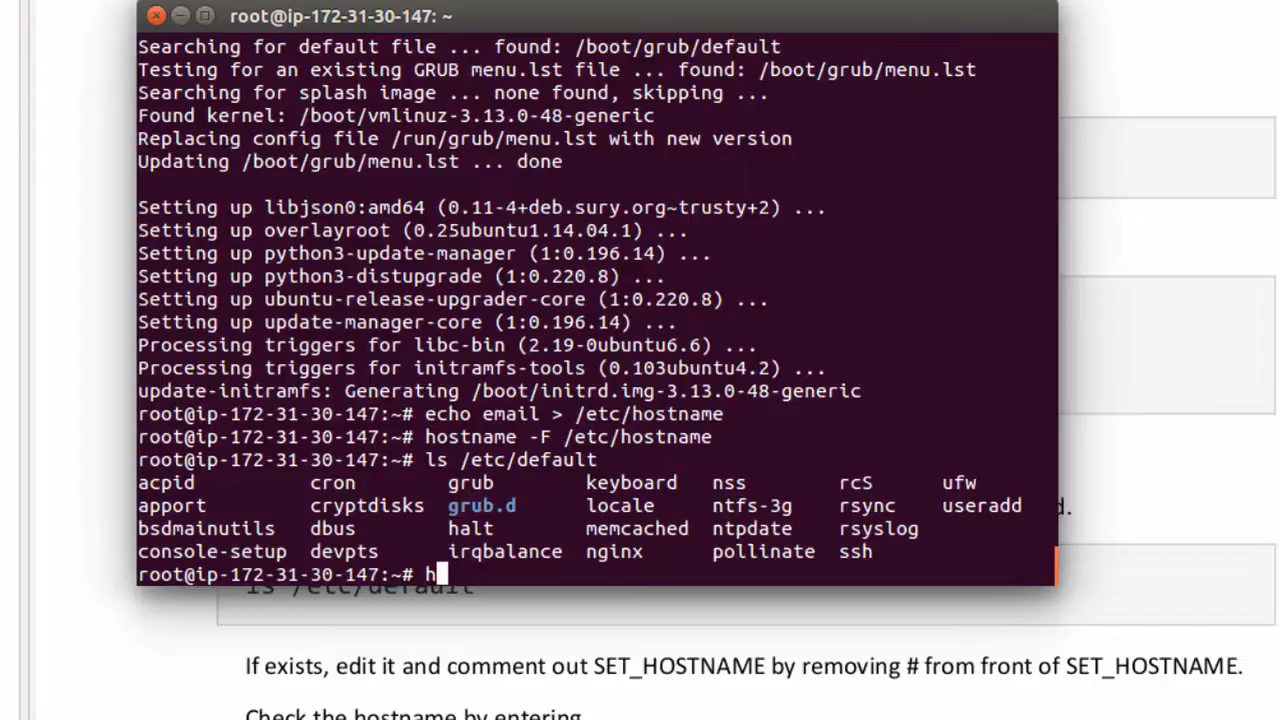 root@ip-172-31-30-147: ~
Searching for default file ... found: /boot/grub/default
Testing for an existing GRUB menu.lst file ... found: /boot/grub/menu.lst
Searching for splash image ... none found, skipping ...
Found kernel: /boot/vmlinuz-3.13.0-48-generic
Replacing config file /run/grub/menu.lst with new version
Updating /boot/grub/menu.lst ... done
Setting up libjson0:amd64 (0.11-4+deb.sury.org~trusty+2) ...
Setting up overlayroot (0.25ubuntu1.14.04.1) ...
Setting up python3-update-manager (1:0.196.14) ...
Setting up python3-distupgrade (1:0.220.8) ...
Setting up ubuntu-release-upgrader-core (1:0.220.8) ...
Setting up update-manager-core (1:0.196.14) ...
Processing triggers for libc-bin (2.19-0ubuntu6.6) ...
Processing triggers for initramfs-tools (0.103ubuntu4.2) ...
update-initramfs: Generating /boot/initrd.img-3.13.0-48-generic
root@ip-172-31-30-147:~# echo email > /etc/hostname
root@ip-172-31-30-147:~# hostname -F /etc/hostname
root@ip-172-31-30-147:~# ls /etc/default
acpid cron grub keyboard nss rcS ufw
apport cryptdisks grub.d locale ntfs-3g rsync useradd
bsdmainutils dbus halt memcached ntpdate rsyslog
console-setup devpts irqbalance nginx pollinate ssh
root@ip-172-31-30-147:~# h
ls /etc/default
If exists, edit it and comment out SET_HOSTNAME by removing # from front of SET_HOSTNAME.
Check the hostname by entering